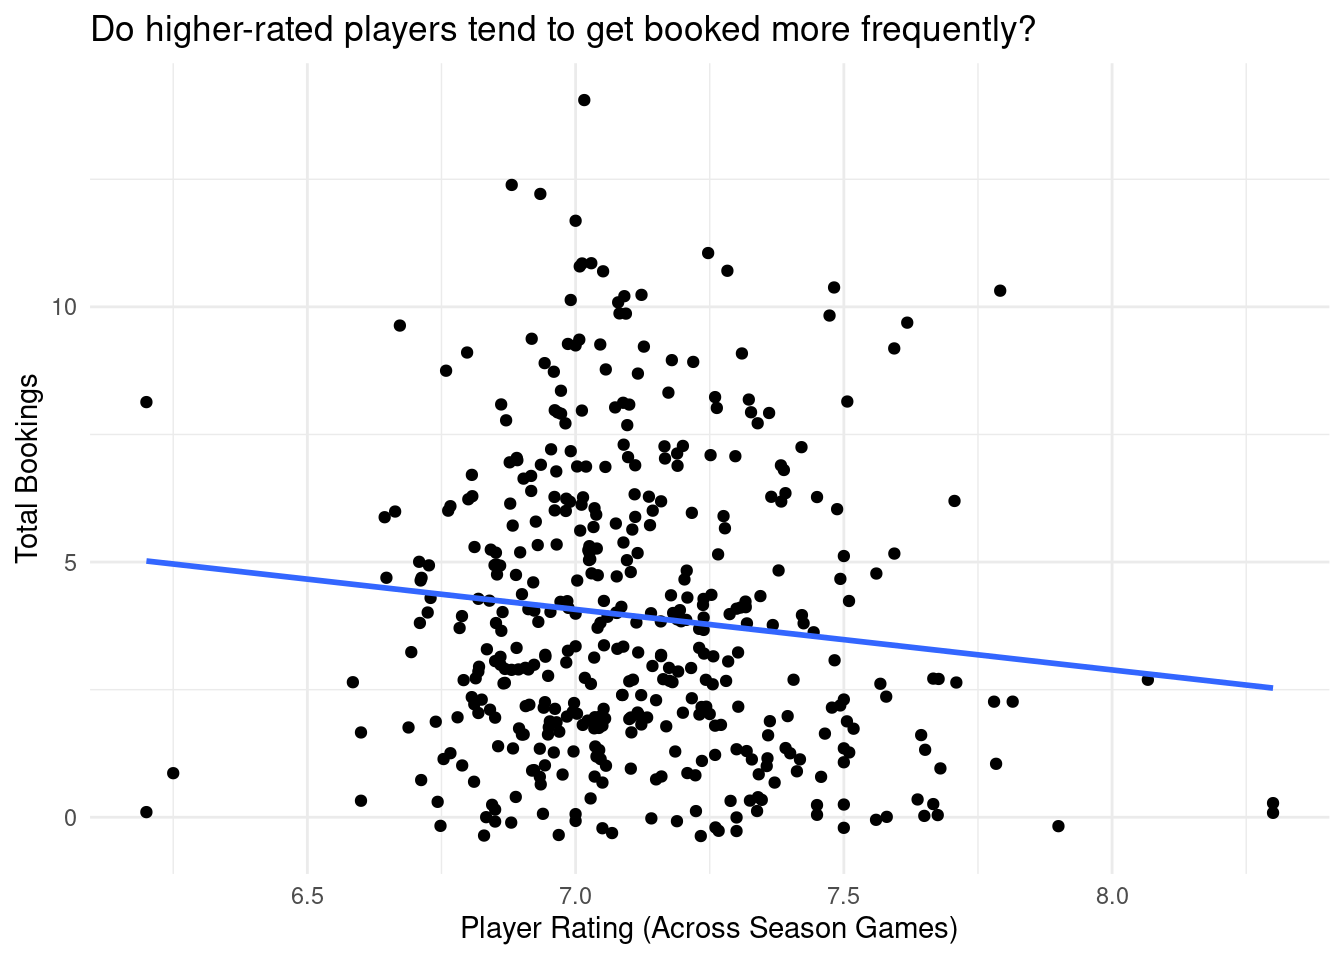 Do higher-rated players tend to get booked more frequently?
Total Bookings
10
5
0
6.5 7.0 7.5 8.0
Player Rating (Across Season Games)